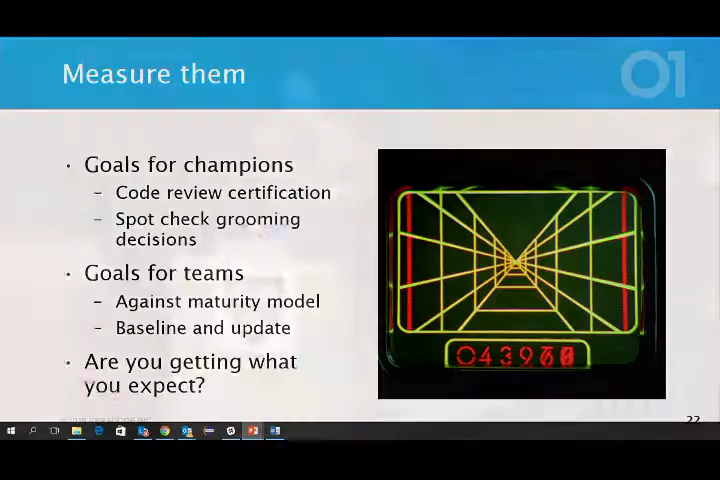 Measure them
01
• Goals for champions
– Code review certification
– Spot check grooming
decisions
• Goals for teams
– Against maturity model
– Baseline and update
• Are you getting what
you expect?
22